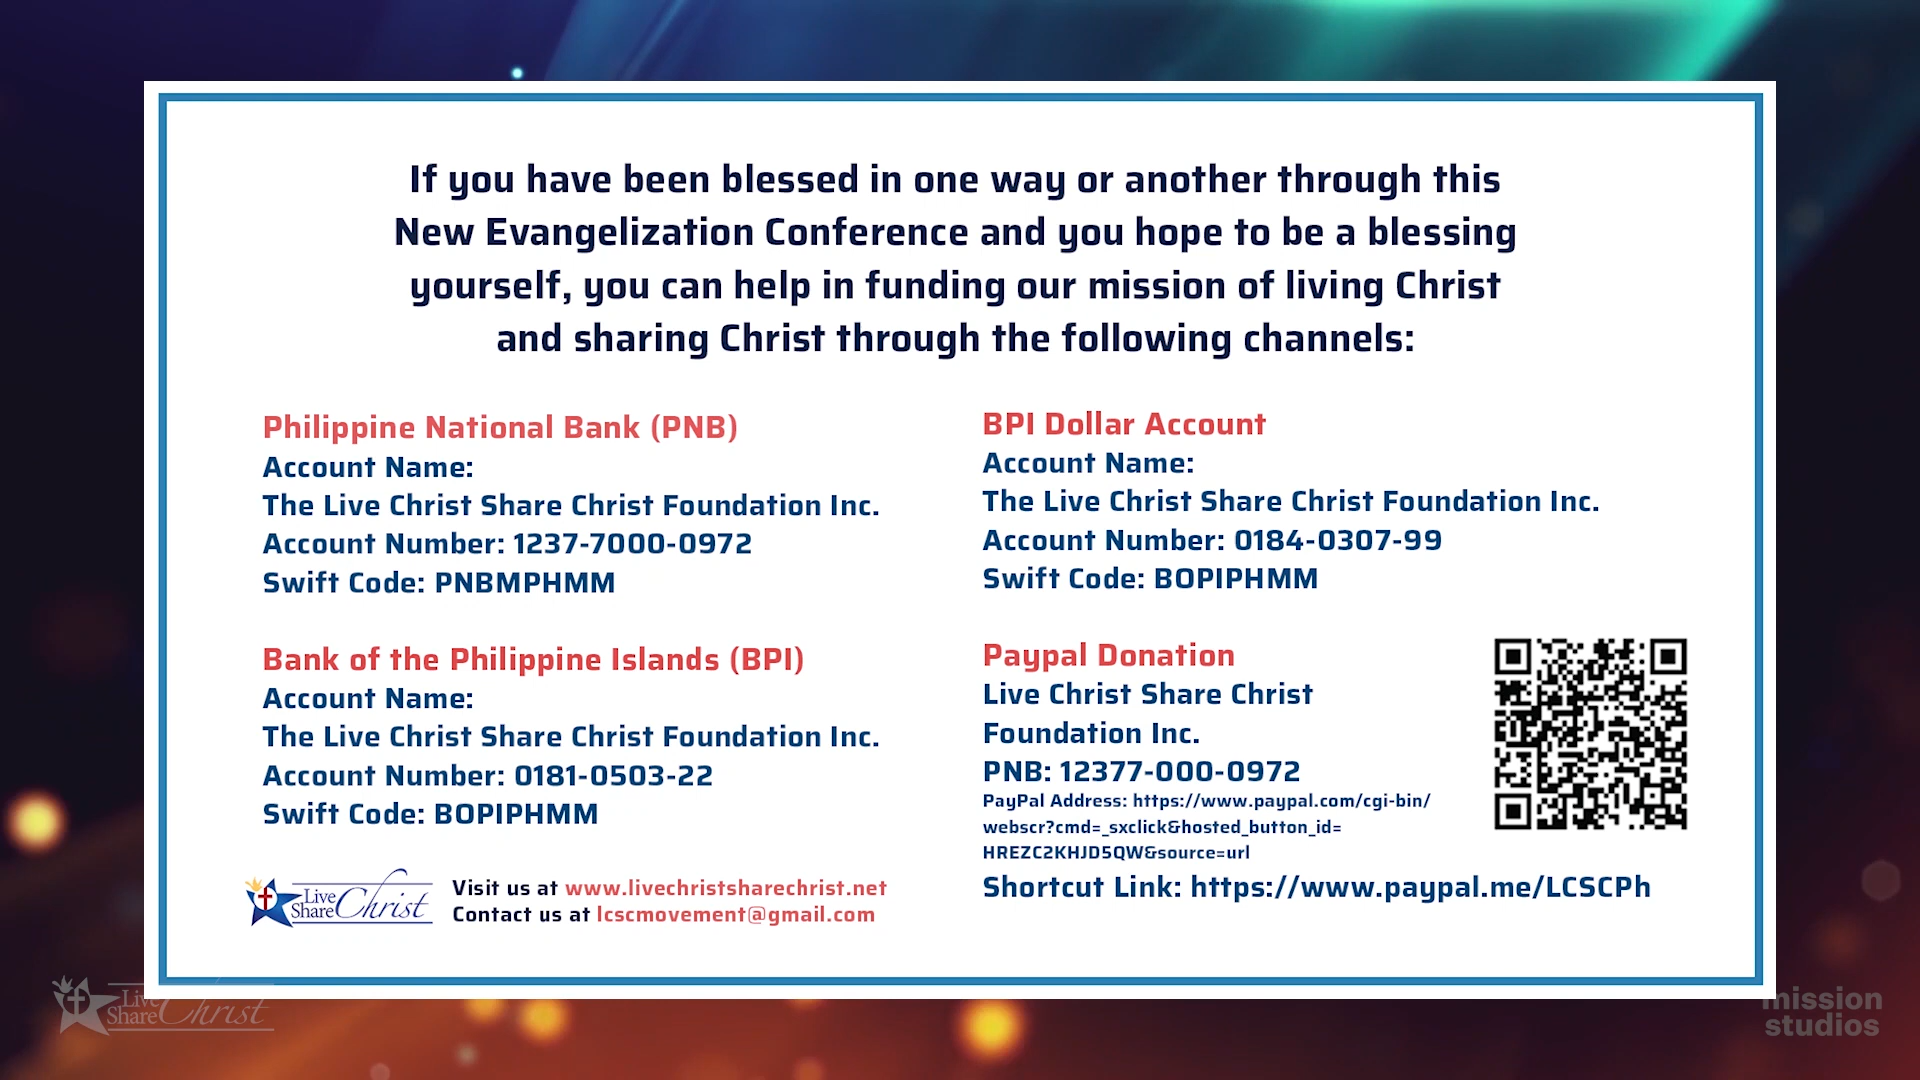 If you have been blessed in one way or another through this
New Evangelization Conference and you hope to be a blessing
yourself, you can help in funding our mission of living Christ
and sharing Christ through the following channels:
Philippine National Bank (PNB)
Account Name:
The Live Christ Share Christ Foundation Inc.
Account Number: 1237-7000-0972
Swift Code: PNBMPHMM
Bank of the Philippine Islands (BPI)
Account Name:
The Live Christ Share Christ Foundation Inc.
Account Number: 0181-0503-22
Swift Code: BOPIPHMM
BPI Dollar Account
Account Name:
The Live Christ Share Christ Foundation Inc.
Account Number: 0184-0307-99
Swift Code: BOPIPHMM
Paypal Donation
Live Christ Share Christ
Foundation Inc.
PNB: 12377-000-0972
PayPal Address: https://www.paypal.com/cgi-bin/
webscr?cmd=_sxclick&hosted_button_id=
HREZC2KHJD5QW&source=url
Shortcut Link: https://www.paypal.me/LCSCPh
Live
Share Christ
Visit us at www.livechristsharechrist.net
Contact us at lcscmovement@gmail.com
Live
Share Christ
mission
studios